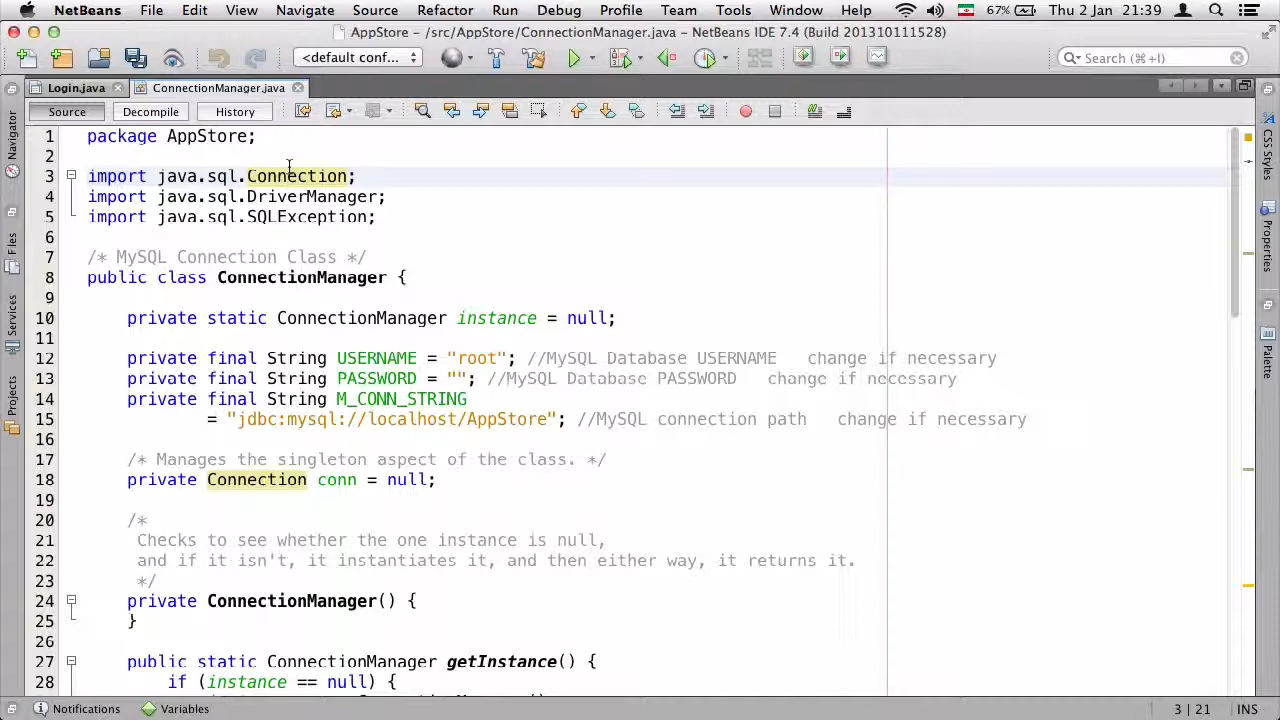 NetBeans File Edit View Navigate Source Refactor Run Debug Profile Team Tools Window Help 67% Thu 2 Jan 21:39
AppStore – /src/AppStore/ConnectionManager.java – NetBeans IDE 7.4 (Build 201310111528)
<default conf... Search (⌘+I)
Login.java ConnectionManager.java
Source Decompile History
Navigator
Files
Services
Projects
CSS Styles
Properties
Palette
1 package AppStore;
2
3 import java.sql.Connection;
4 import java.sql.DriverManager;
5 import java.sql.SQLException;
6
7 /* MySQL Connection Class */
8 public class ConnectionManager {
9
10 private static ConnectionManager instance = null;
11
12 private final String USERNAME = "root"; //MySQL Database USERNAME change if necessary
13 private final String PASSWORD = ""; //MySQL Database PASSWORD change if necessary
14 private final String M_CONN_STRING
15 = "jdbc:mysql://localhost/AppStore"; //MySQL connection path change if necessary
16
17 /* Manages the singleton aspect of the class. */
18 private Connection conn = null;
19
20 /*
21 Checks to see whether the one instance is null,
22 and if it isn't, it instantiates it, and then either way, it returns it.
23 */
24 private ConnectionManager() {
25 }
26
27 public static ConnectionManager getInstance() {
28 if (instance == null) {
Notifications Variables 3 | 21 INS